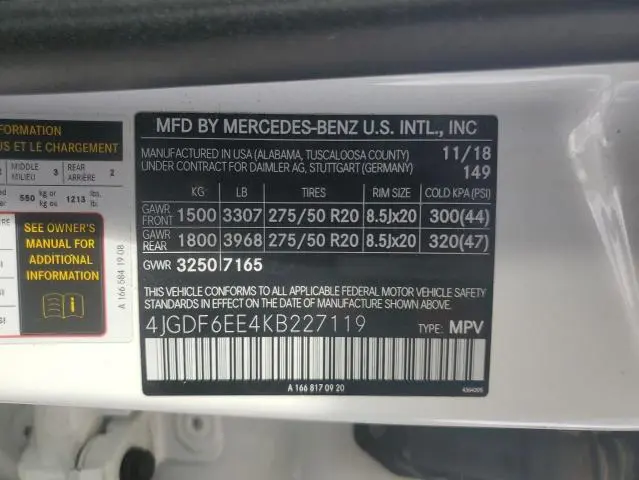 FORMATION
US ET LE CHARGEMENT
MIDDLE 3 REAR 2
MILIEU ARRIERE
550 kg or 1213 lbs.
kg ou lb.
SEE OWNER'S
MANUAL FOR
ADDITIONAL
INFORMATION
A 166 584 19 08
MFD BY MERCEDES-BENZ U.S. INTL., INC
MANUFACTURED IN USA (ALABAMA, TUSCALOOSA COUNTY) 11/18
UNDER CONTRACT FOR DAIMLER AG, STUTTGART (GERMANY) 149
KG LB TIRES RIM SIZE COLD KPA (PSI)
GAWR FRONT 1500 3307 275/50 R20 8.5Jx20 300(44)
GAWR REAR 1800 3968 275/50 R20 8.5Jx20 320(47)
GVWR 3250 7165
THIS VEHICLE CONFORMS TO ALL APPLICABLE FEDERAL MOTOR VEHICLE SAFETY
STANDARDS IN EFFECT ON THE DATE OF MANUFACTURE SHOWN ABOVE.
4JGDF6EE4KB227119 TYPE: MPV
A 166 817 09 20